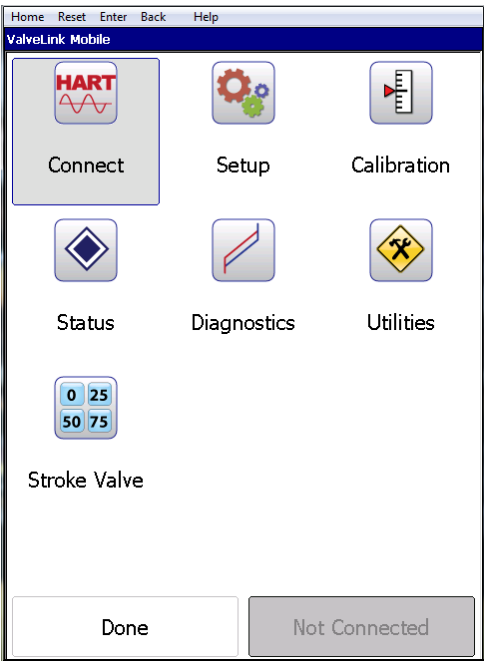 Home Reset Enter Back Help
ValveLink Mobile
HART
Connect Setup Calibration
Status Diagnostics Utilities
0 25
50 75
Stroke Valve
Done Not Connected